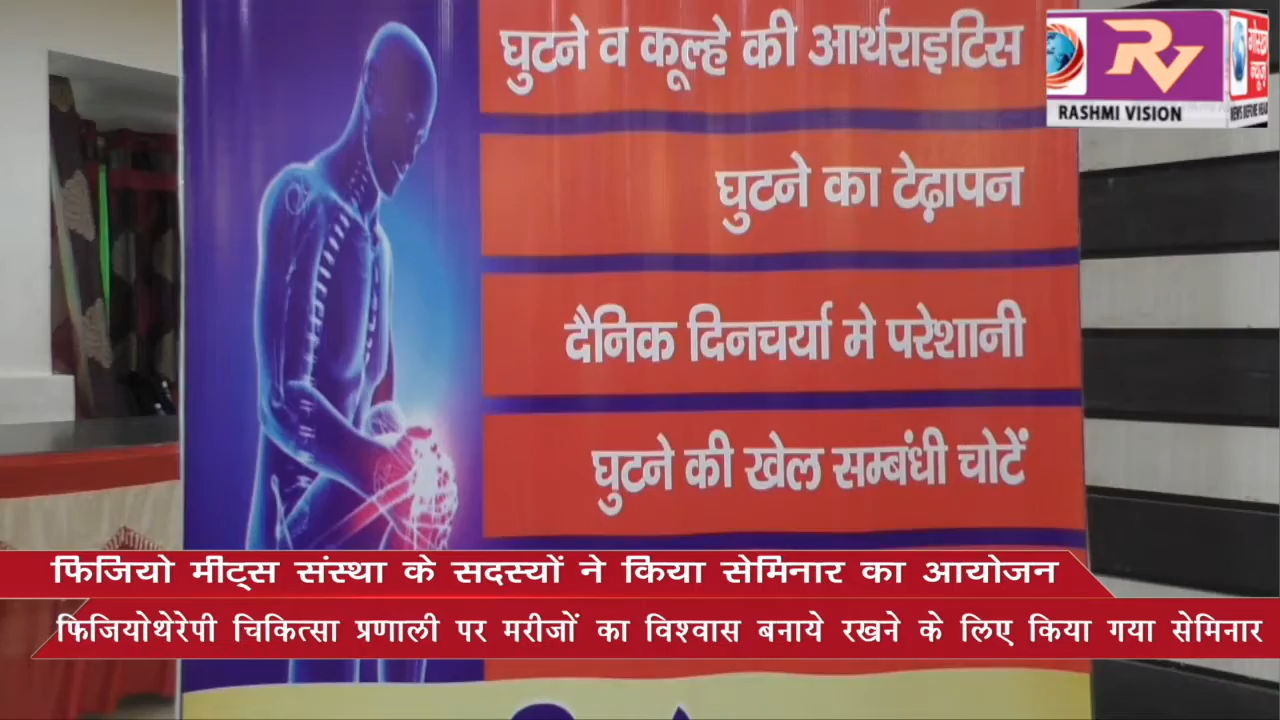 घुटने व कूल्हे की आर्थराइटिस
घुटने का टेढ़ापन
दैनिक दिनचर्या मे परेशानी
घुटने की खेल सम्बंधी चोटें
RV
RASHMI VISION
गोरखा न्यूज़
फिजियो मीट्स संस्था के सदस्यों ने किया सेमिनार का आयोजन
फिजियोथेरेपी चिकित्सा प्रणाली पर मरीजों का विश्वास बनाये रखने के लिए किया गया सेमिनार